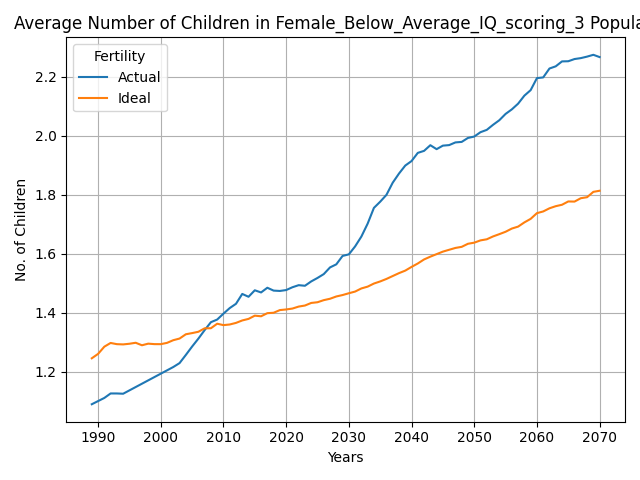 Average Number of Children in Female_Below_Average_IQ_scoring_3 Popula
Fertility
Actual
Ideal
No. of Children
2.2
2.0
1.8
1.6
1.4
1.2
1990 2000 2010 2020 2030 2040 2050 2060 2070
Years